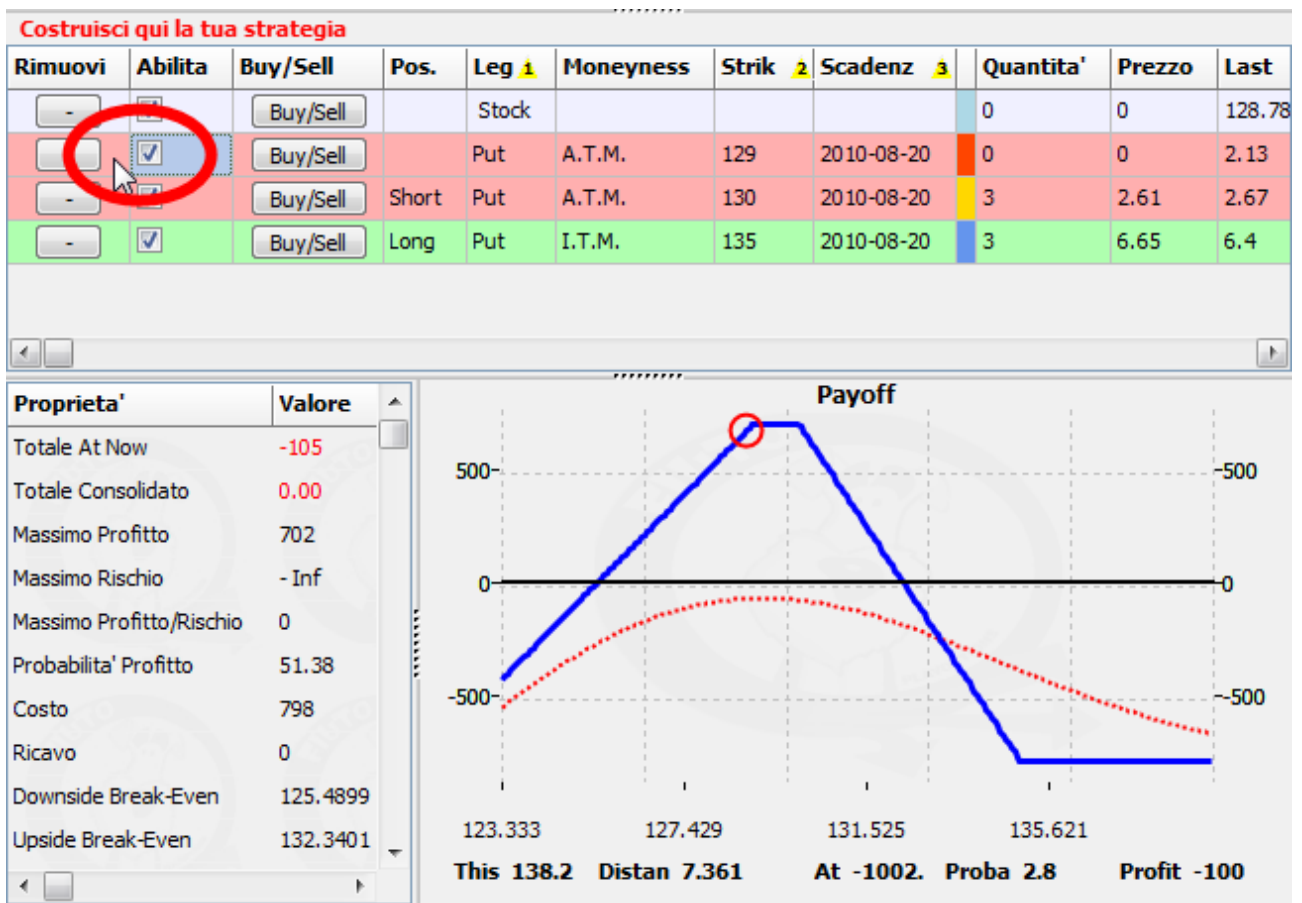 Costruisci qui la tua strategia
Rimuovi Abilita Buy/Sell Pos. Leg 1 Moneyness Strik 2 Scadenz 3 Quantita' Prezzo Last
- Buy/Sell Stock 0 0 128.78
Buy/Sell Put A.T.M. 129 2010-08-20 0 0 2.13
- Buy/Sell Short Put A.T.M. 130 2010-08-20 3 2.61 2.67
- Buy/Sell Long Put I.T.M. 135 2010-08-20 3 6.65 6.4
Proprieta' Valore
Totale At Now -105
Totale Consolidato 0.00
Massimo Profitto 702
Massimo Rischio - Inf
Massimo Profitto/Rischio 0
Probabilita' Profitto 51.38
Costo 798
Ricavo 0
Downside Break-Even 125.4899
Upside Break-Even 132.3401
Payoff
500 -500
0 -0
-500 --500
123.333 127.429 131.525 135.621
This 138.2 Distan 7.361 At -1002. Proba 2.8 Profit -100